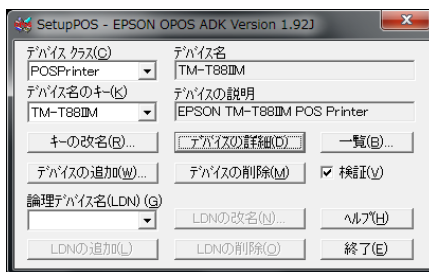 SetupPOS - EPSON OPOS ADK Version 1.92J
ﾃﾞﾊﾞｲｽ ｸﾗｽ(C)
ﾃﾞﾊﾞｲｽ名
POSPrinter
TM-T88ⅡM
ﾃﾞﾊﾞｲｽ名のｷｰ(K)
ﾃﾞﾊﾞｲｽの説明
TM-T88ⅡM
EPSON TM-T88ⅡM POS Printer
ｷｰの改名(R)...
ﾃﾞﾊﾞｲｽの詳細(D)
一覧(B)...
ﾃﾞﾊﾞｲｽの追加(W)...
ﾃﾞﾊﾞｲｽの削除(M)
検証(V)
論理ﾃﾞﾊﾞｲｽ名(LDN) (G)
LDNの改名(N)...
ﾍﾙﾌﾟ(H)
LDNの追加(L)
LDNの削除(O)
終了(E)